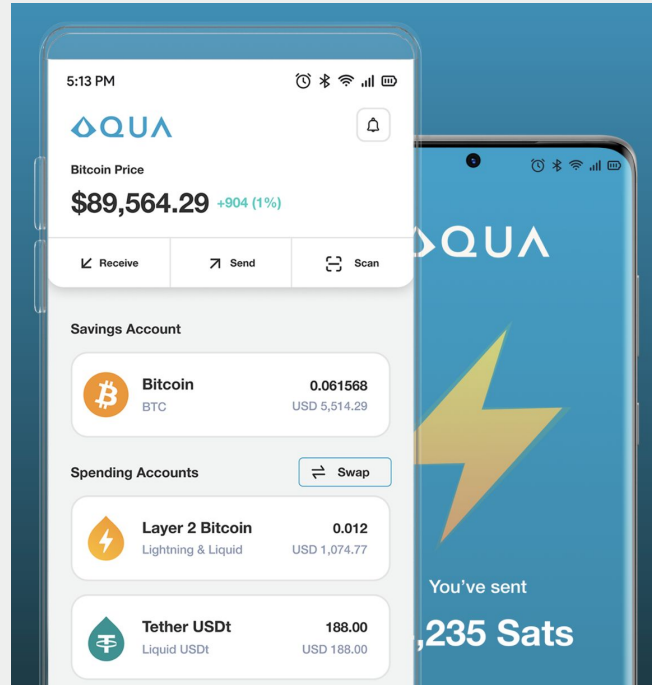 5:13 PM
AQUA
Bitcoin Price
$89,564.29 +904 (1%)
Receive Send Scan
Savings Account
Bitcoin 0.061568
BTC USD 5,514.29
Spending Accounts Swap
Layer 2 Bitcoin 0.012
Lightning & Liquid USD 1,074.77
Tether USDt 188.00
Liquid USDt USD 188.00
AQUA
You've sent
,235 Sats